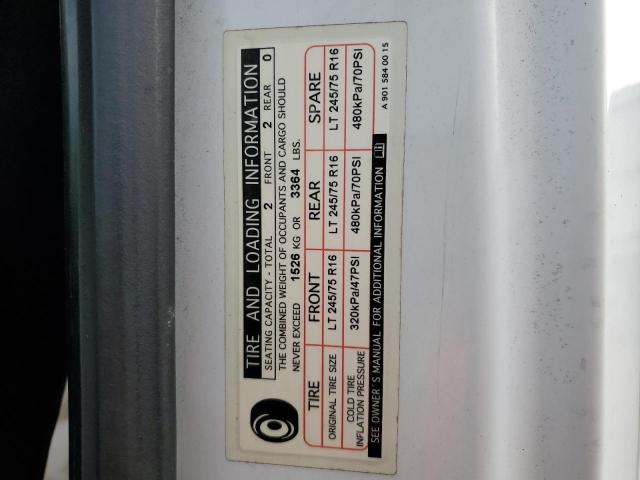 TIRE AND LOADING INFORMATION
SEATING CAPACITY - TOTAL 2 FRONT 2 REAR 0
THE COMBINED WEIGHT OF OCCUPANTS AND CARGO SHOULD
NEVER EXCEED 1526 KG OR 3364 LBS.
TIRE FRONT REAR SPARE
ORIGINAL TIRE SIZE LT 245/75 R16 LT 245/75 R16 LT 245/75 R16
COLD TIRE
INFLATION PRESSURE 320kPa/47PSI 480kPa/70PSI 480kPa/70PSI
SEE OWNER'S MANUAL FOR ADDITIONAL INFORMATION
A 901 584 00 15